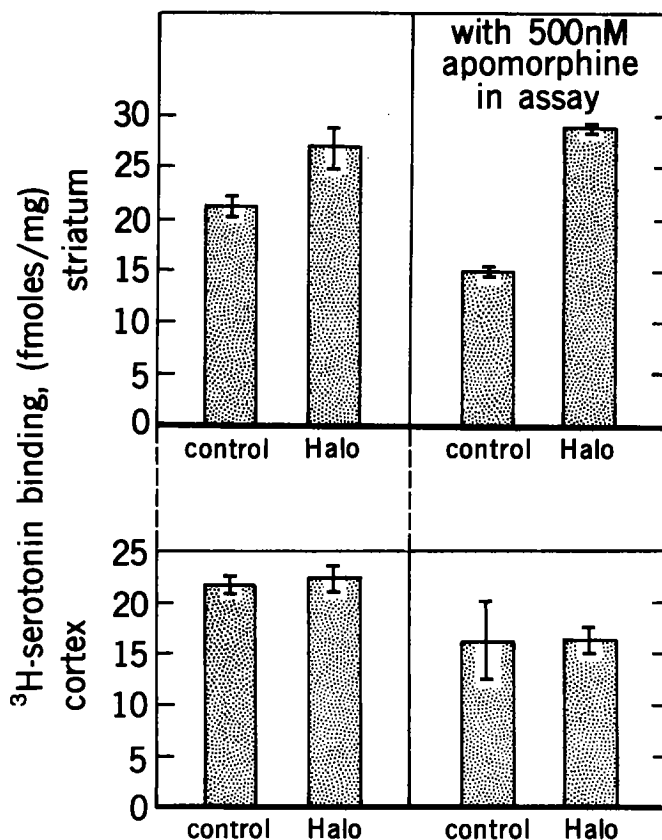 with 500nM
apomorphine
in assay
³H-serotonin binding, (fmoles/mg)
striatum
30
25
20
15
10
5
0
control Halo control Halo
cortex
25
20
15
10
5
0
control Halo control Halo